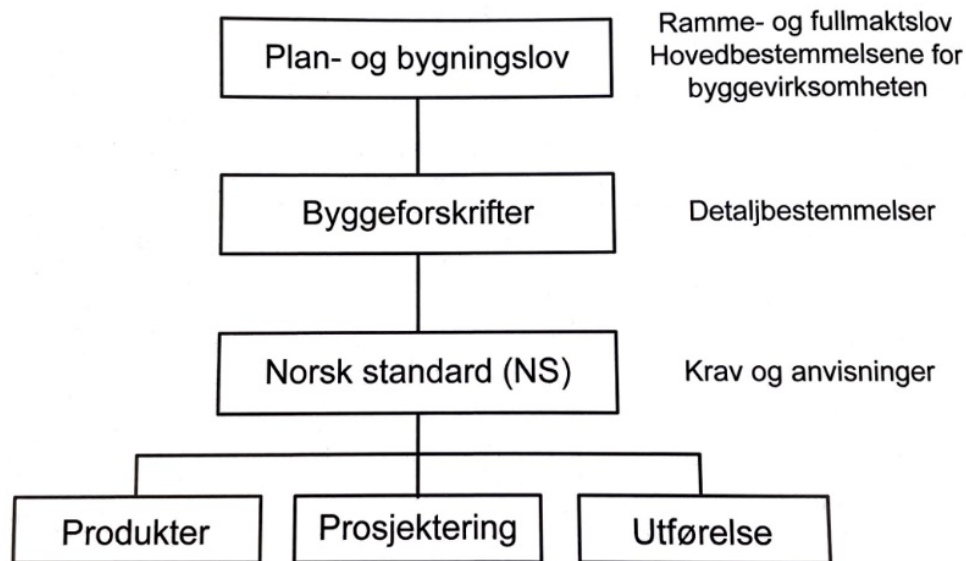 Plan- og bygningslov
Ramme- og fullmaktslov
Hovedbestemmelsene for
byggevirksomheten
Byggeforskrifter
Detaljbestemmelser
Norsk standard (NS)
Krav og anvisninger
Produkter
Prosjektering
Utførelse